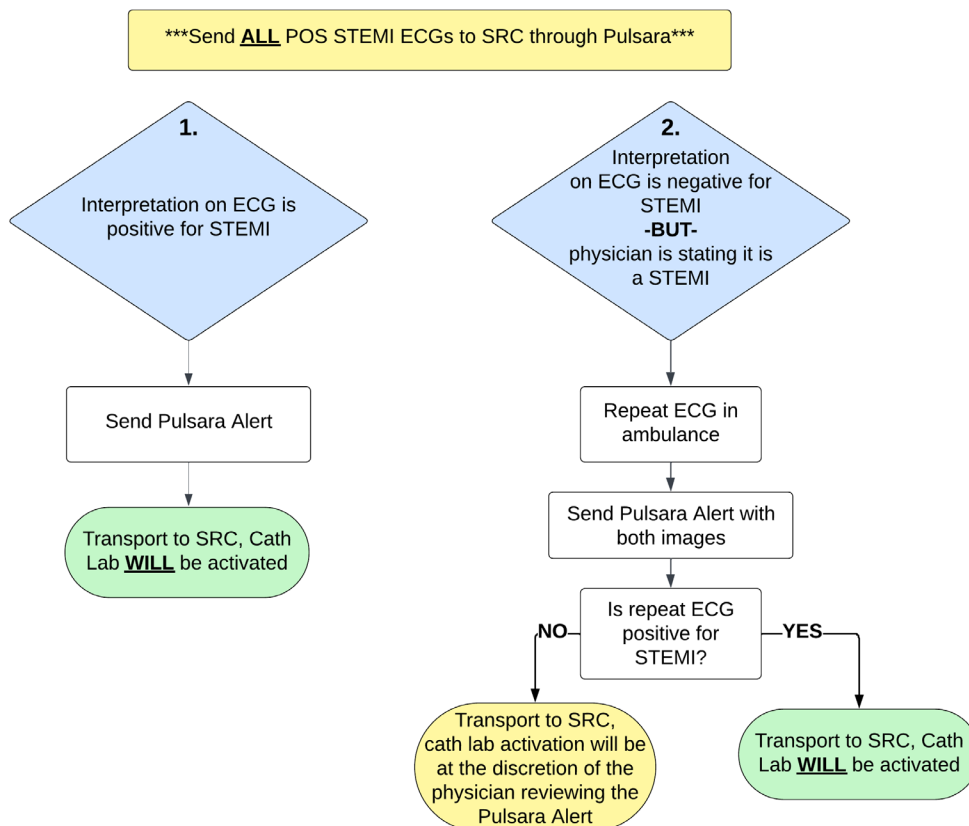 ***Send ALL POS STEMI ECGs to SRC through Pulsara***
1.
Interpretation on ECG is
positive for STEMI
Send Pulsara Alert
Transport to SRC, Cath
Lab WILL be activated
2.
Interpretation
on ECG is negative for
STEMI
-BUT-
physician is stating it is
a STEMI
Repeat ECG in
ambulance
Send Pulsara Alert with
both images
Is repeat ECG
positive for
STEMI?
NO
YES
Transport to SRC,
cath lab activation will be
at the discretion of the
physician reviewing the
Pulsara Alert
Transport to SRC, Cath
Lab WILL be activated